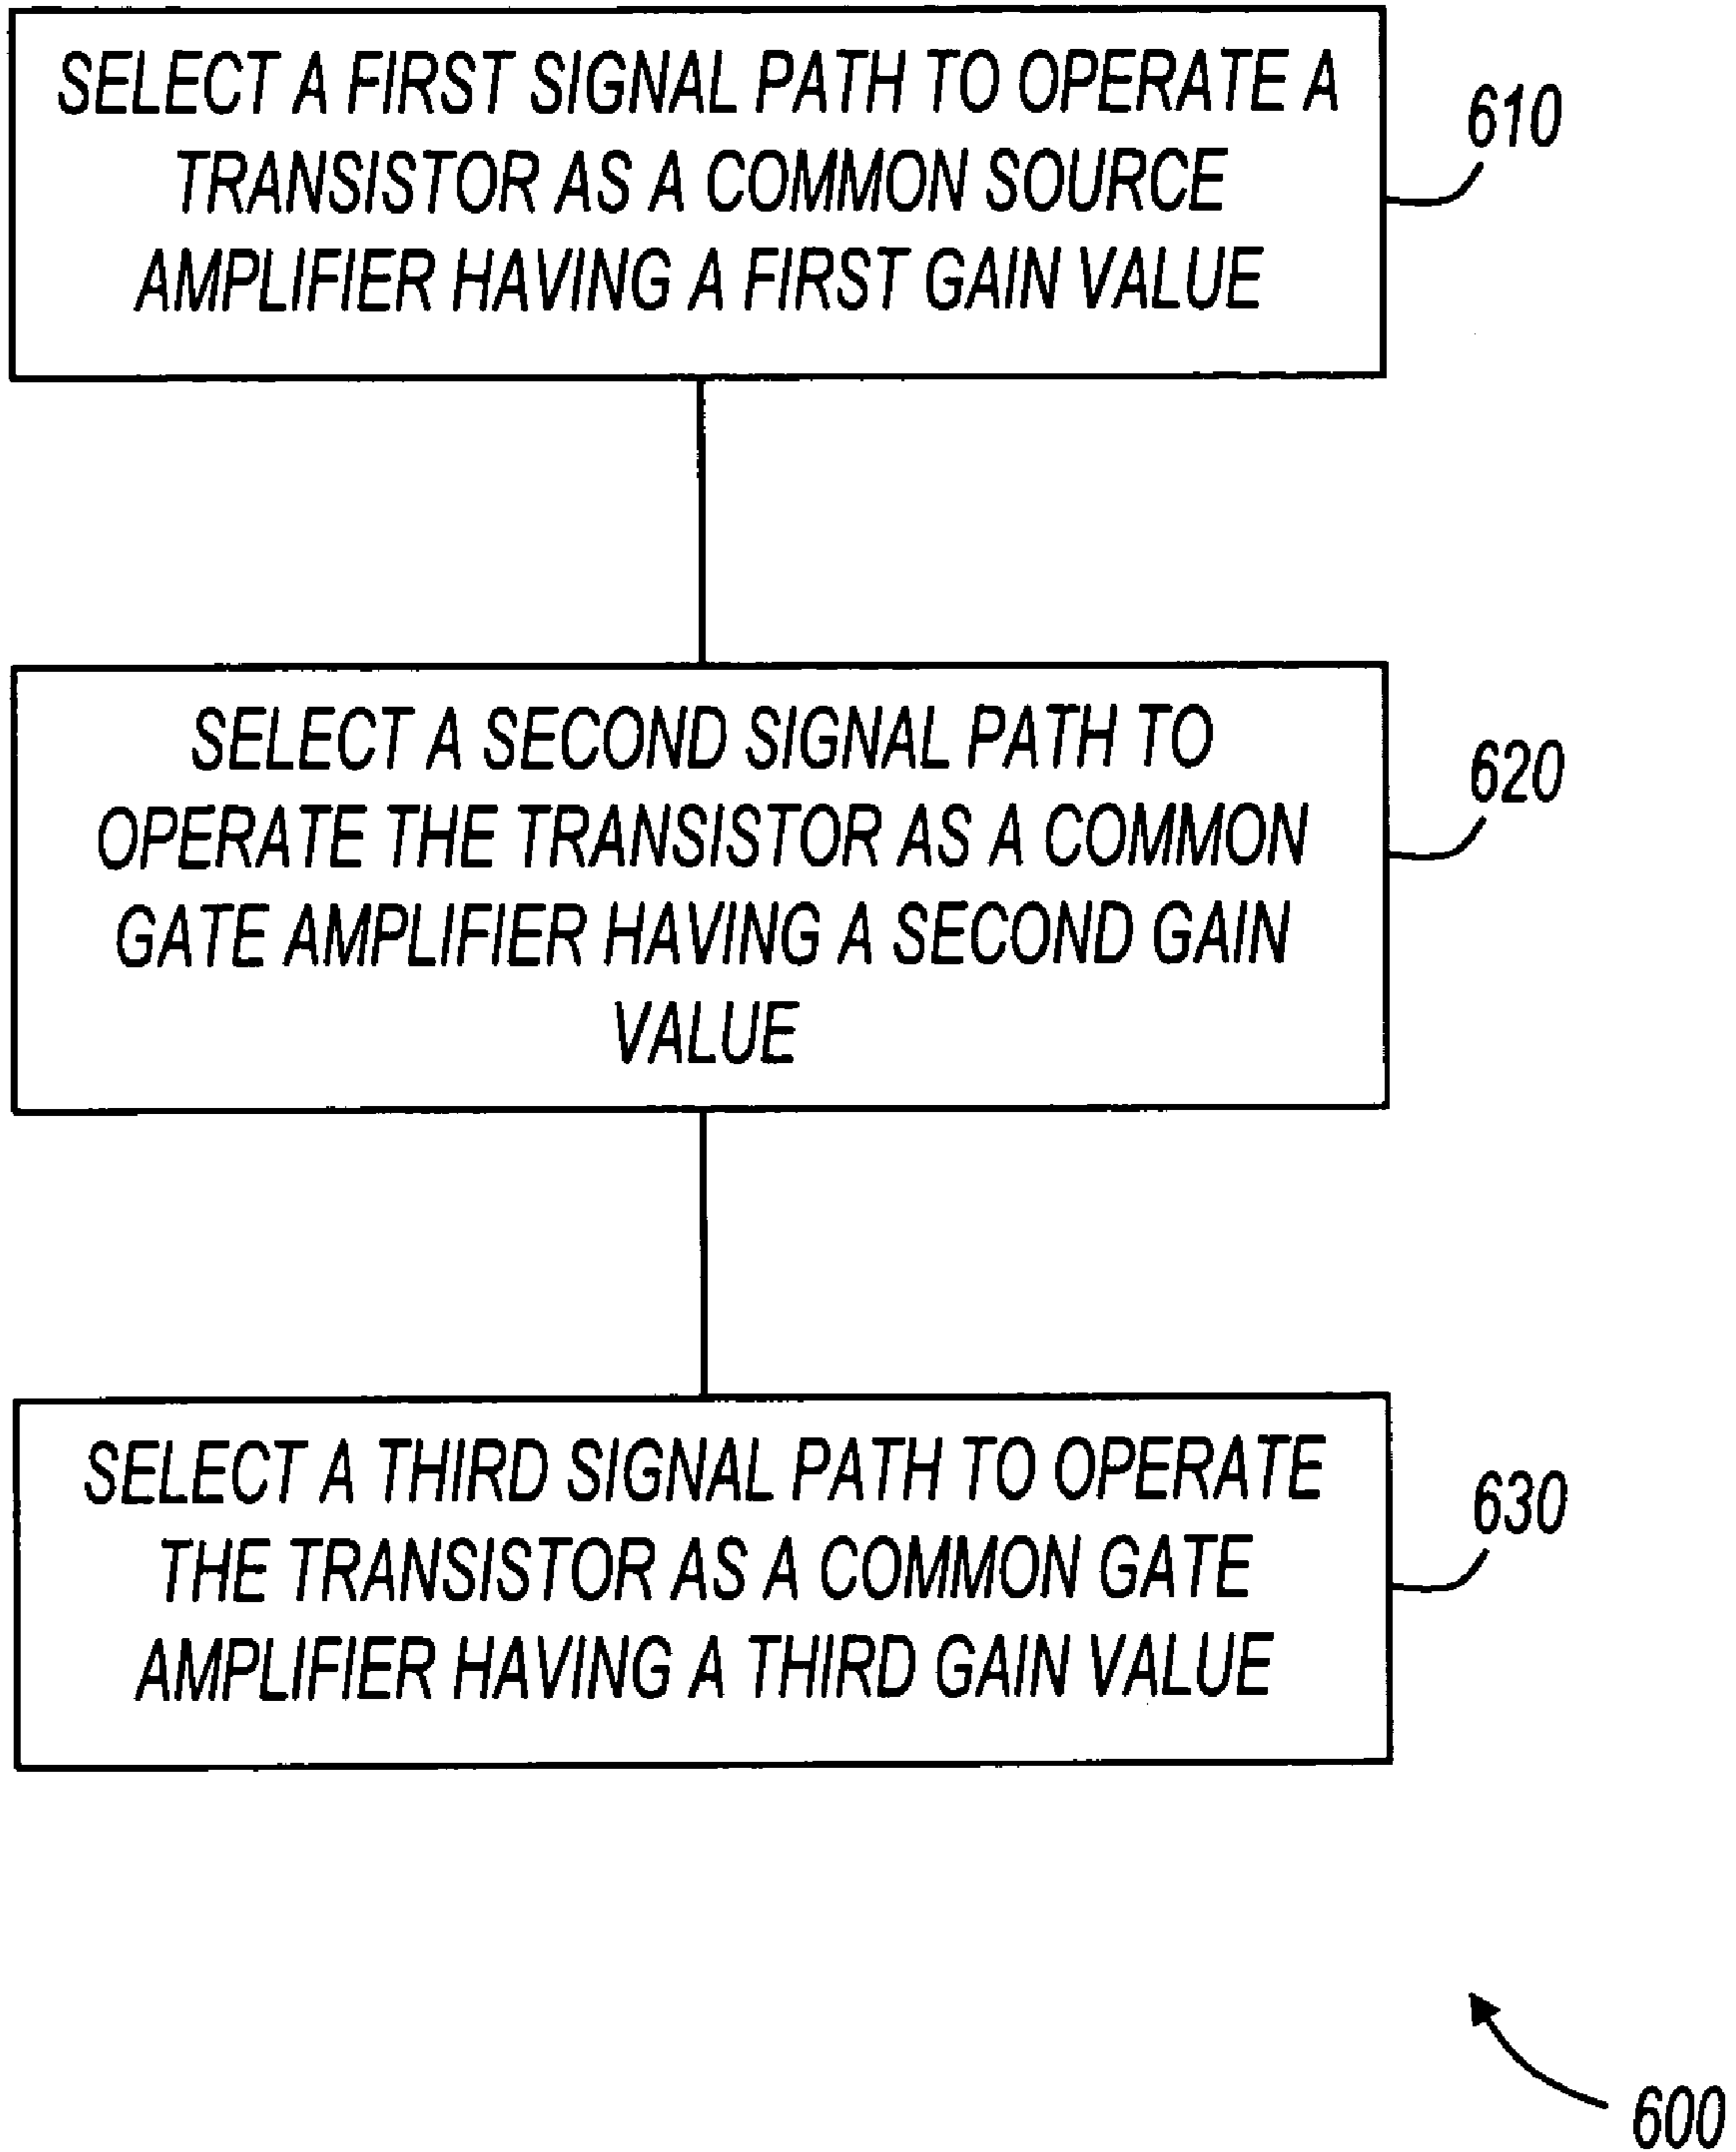 SELECT A FIRST SIGNAL PATH TO OPERATE A
TRANSISTOR AS A COMMON SOURCE
AMPLIFIER HAVING A FIRST GAIN VALUE
610
SELECT A SECOND SIGNAL PATH TO
OPERATE THE TRANSISTOR AS A COMMON
GATE AMPLIFIER HAVING A SECOND GAIN
VALUE
620
SELECT A THIRD SIGNAL PATH TO OPERATE
THE TRANSISTOR AS A COMMON GATE
AMPLIFIER HAVING A THIRD GAIN VALUE
630
600